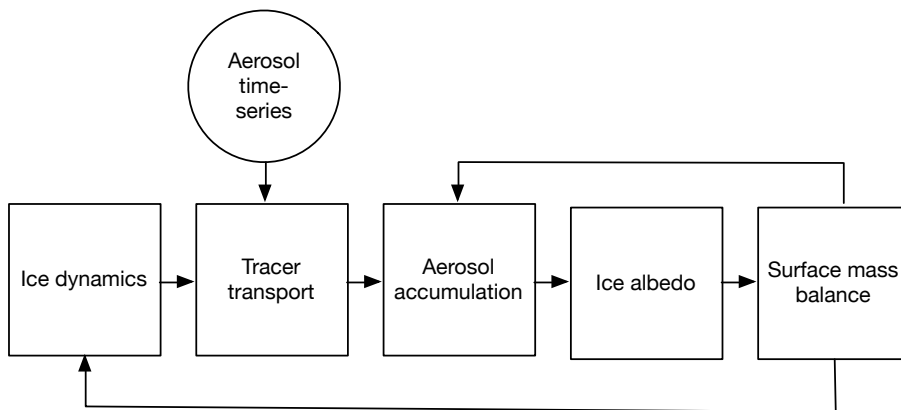 Aerosol
time-
series
Ice dynamics
Tracer
transport
Aerosol
accumulation
Ice albedo
Surface mass
balance